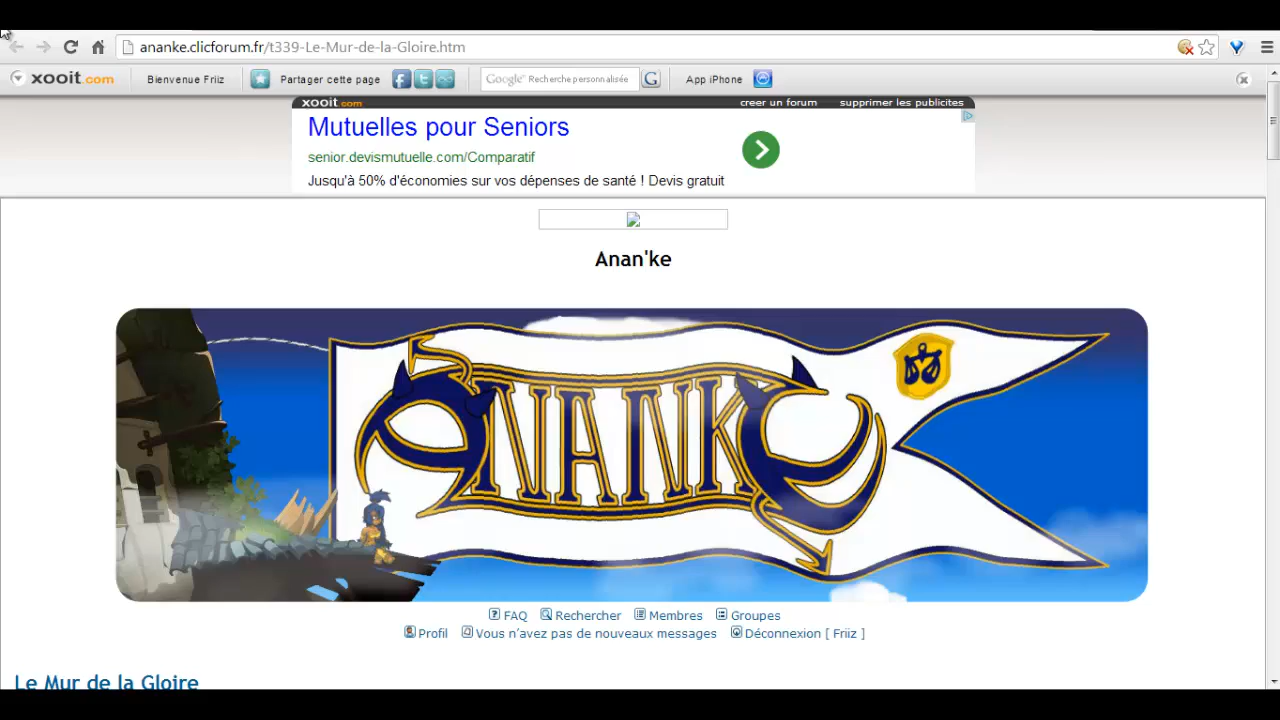 ananke.clicforum.fr/t339-Le-Mur-de-la-Gloire.htm
xooit.com
Bienvenue Friiz
Partager cette page
Google Recherche personnalisée
G
App iPhone
xooit.com
creer un forum
supprimer les publicites
Mutuelles pour Seniors
senior.devismutuelle.com/Comparatif
Jusqu'à 50% d'économies sur vos dépenses de santé ! Devis gratuit
Anan'ke
ANANKE
FAQ
Rechercher
Membres
Groupes
Profil
Vous n'avez pas de nouveaux messages
Déconnexion [ Friiz ]
Le Mur de la Gloire